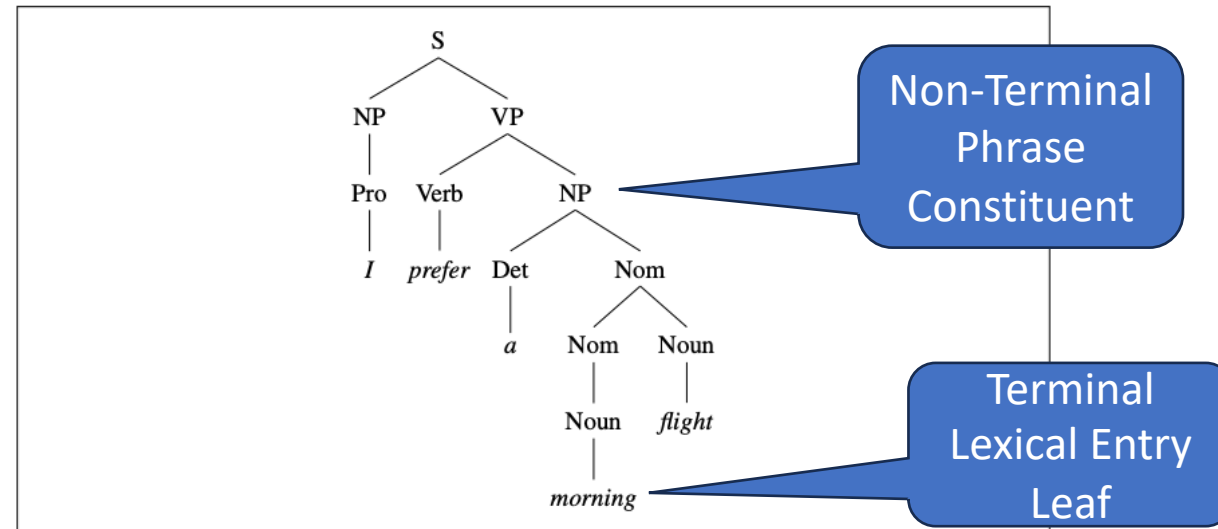 S
NP VP
Pro Verb NP
I prefer Det Nom
a Nom Noun
Noun flight
morning
Non-Terminal
Phrase
Constituent
Terminal
Lexical Entry
Leaf